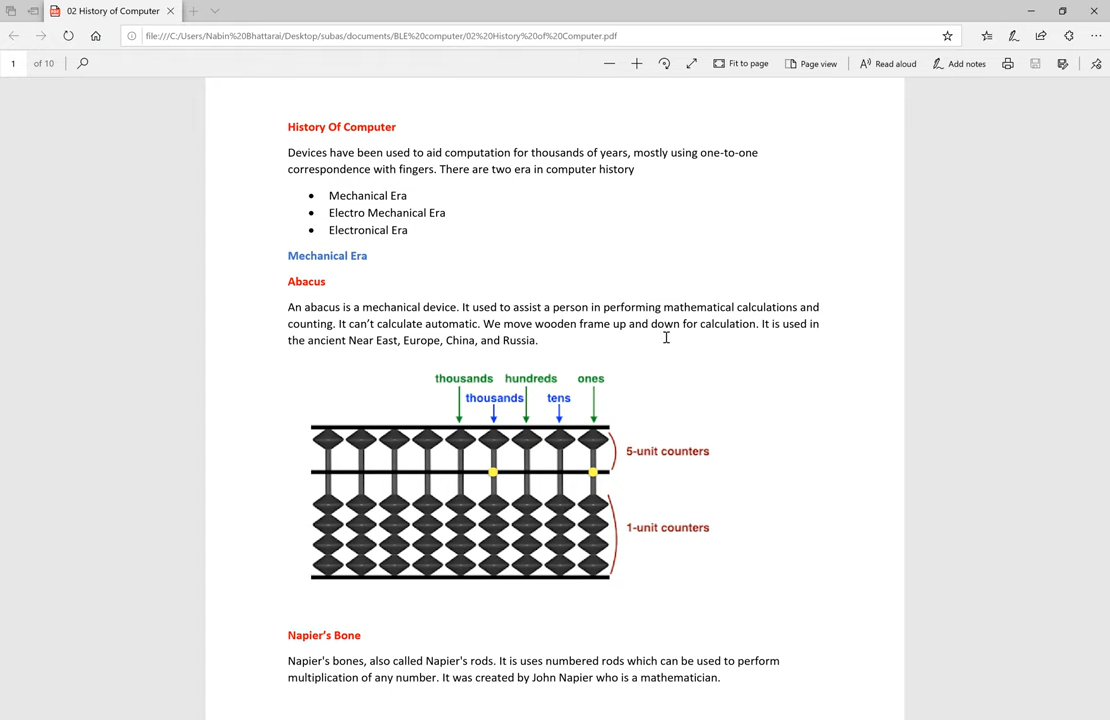 02 History of Computer
file:///C:/Users/Nabin%20Bhattarai/Desktop/subas/documents/BLE%20computer/02%20History%20of%20Computer.pdf
1 of 10
Fit to page
Page view
Read aloud
Add notes
History Of Computer
Devices have been used to aid computation for thousands of years, mostly using one-to-one
correspondence with fingers. There are two era in computer history
• Mechanical Era
• Electro Mechanical Era
• Electronical Era
Mechanical Era
Abacus
An abacus is a mechanical device. It used to assist a person in performing mathematical calculations and
counting. It can't calculate automatic. We move wooden frame up and down for calculation. It is used in
the ancient Near East, Europe, China, and Russia.
thousands hundreds ones
thousands tens
5-unit counters
1-unit counters
Napier's Bone
Napier's bones, also called Napier's rods. It is uses numbered rods which can be used to perform
multiplication of any number. It was created by John Napier who is a mathematician.